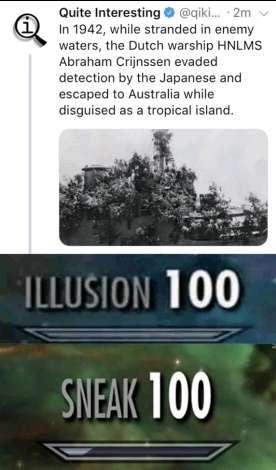 Quite Interesting @qiki... · 2m
In 1942, while stranded in enemy
waters, the Dutch warship HNLMS
Abraham Crijnssen evaded
detection by the Japanese and
escaped to Australia while
disguised as a tropical island.
ILLUSION 100
SNEAK 100